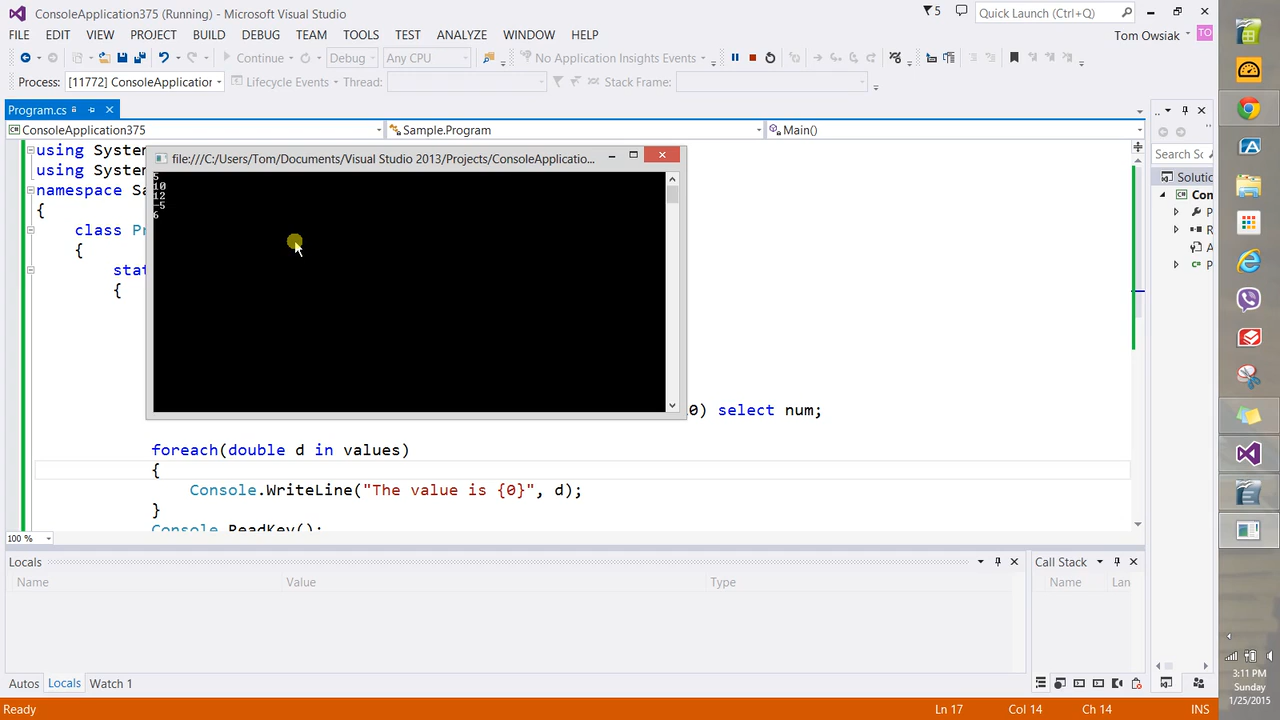 ConsoleApplication375 (Running) - Microsoft Visual Studio
5
Quick Launch (Ctrl+Q)
FILE EDIT VIEW PROJECT BUILD DEBUG TEAM TOOLS TEST ANALYZE WINDOW HELP
Tom Owsiak TO
Continue Debug Any CPU No Application Insights Events
Process: [11772] ConsoleApplication Lifecycle Events Thread: Stack Frame:
Program.cs
ConsoleApplication375 Sample.Program Main()
using System
using System
namespace Sa
{
class Pr
{
stat
{
file:///C:/Users/Tom/Documents/Visual Studio 2013/Projects/ConsoleApplicatio...
5
10
12
-5
6
0) select num;
foreach(double d in values)
{
Console.WriteLine("The value is {0}", d);
}
Console.ReadKey();
100 %
Search
Soluti
Con
P
R
A
P
Locals
Name Value Type
Call Stack
Name Lan
Autos Locals Watch 1
Ready
Ln 17 Col 14 Ch 14 INS
3:11 PM
Sunday
1/25/2015